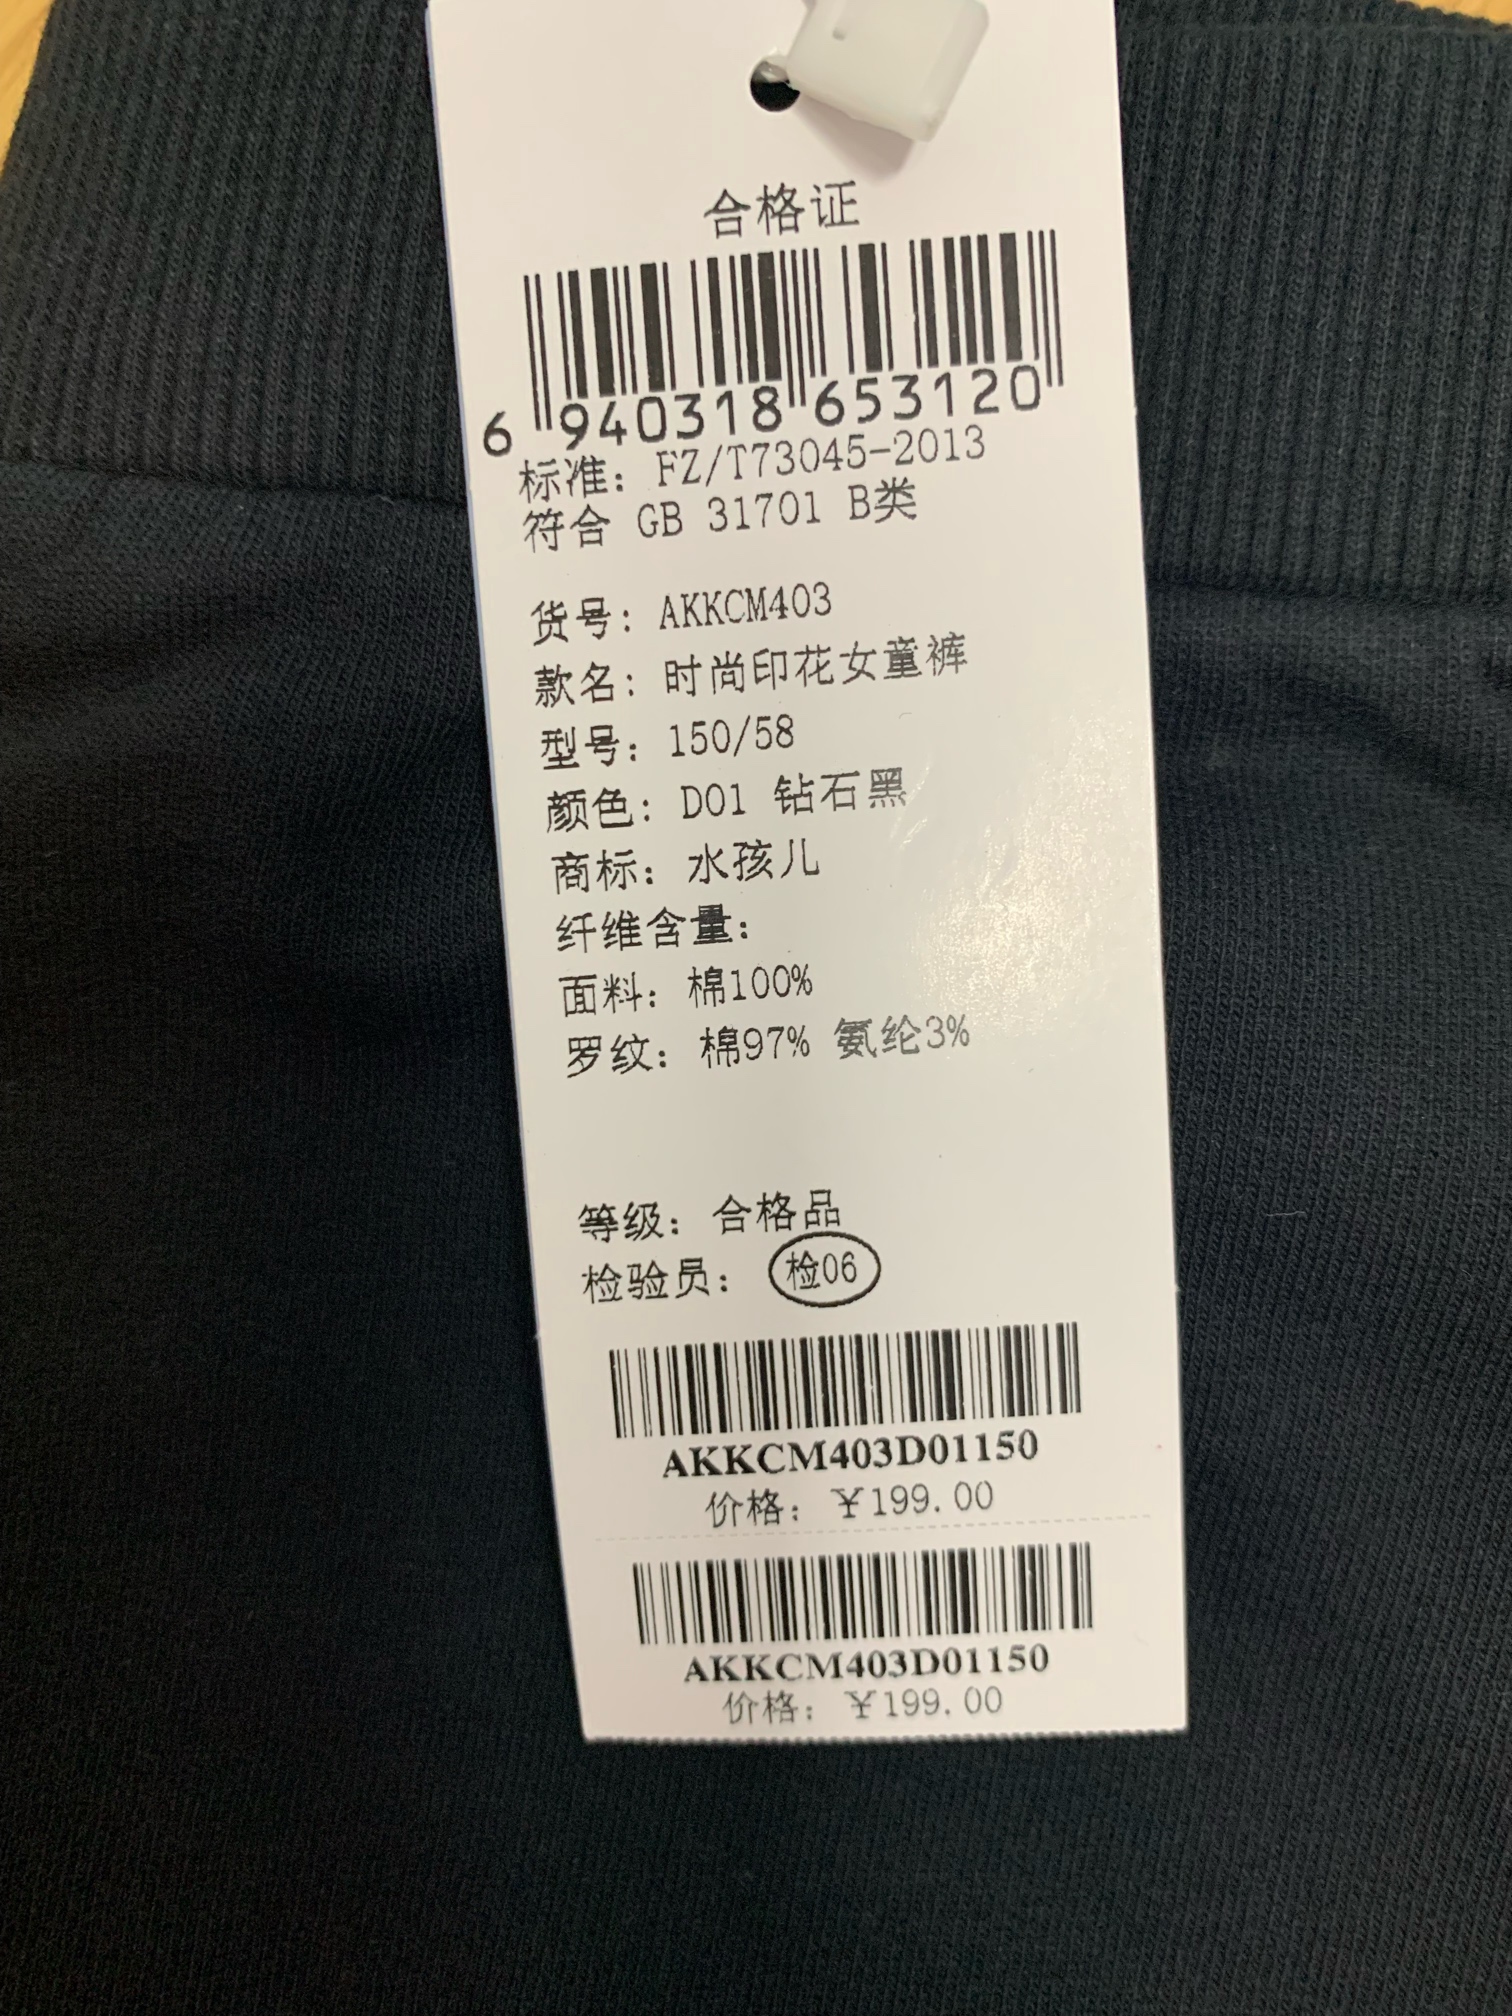 合格证
6 940318 653120
标准: FZ/T73045-2013
符合 GB 31701 B类
货号: AKKCM403
款名: 时尚印花女童裤
型号: 150/58
颜色: D01 钻石黑
商标: 水孩儿
纤维含量:
面料: 棉100%
罗纹: 棉97% 氨纶3%
等级: 合格品
检验员: 检06
AKKCM403D01150
价格: ¥199.00
AKKCM403D01150
价格: ¥199.00